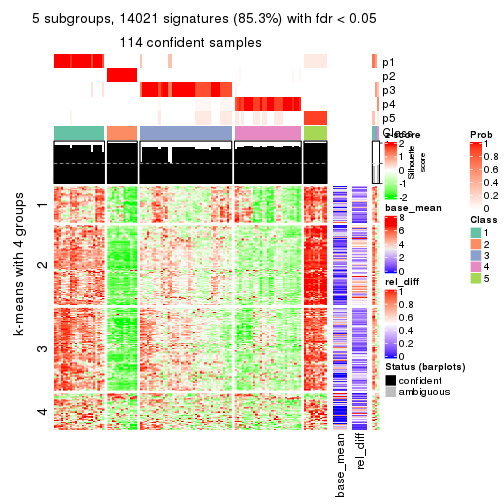 5 subgroups, 14021 signatures (85.3%) with fdr < 0.05
114 confident samples
p1
p2
p3
p4
p5
Class
Silhouette
score
k-means with 4 groups
1
2
3
4
base_mean
rel_diff
z-score
2
1
0
-1
-2
base_mean
8
6
4
2
0
rel_diff
1
0.8
0.6
0.4
0.2
0
Status (barplots)
confident
ambiguous
Prob
1
0.8
0.6
0.4
0.2
0
Class
1
2
3
4
5